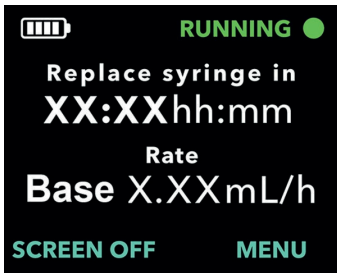 RUNNING
Replace syringe in
XX:XXhh:mm
Rate
Base X.XXmL/h
SCREEN OFF MENU